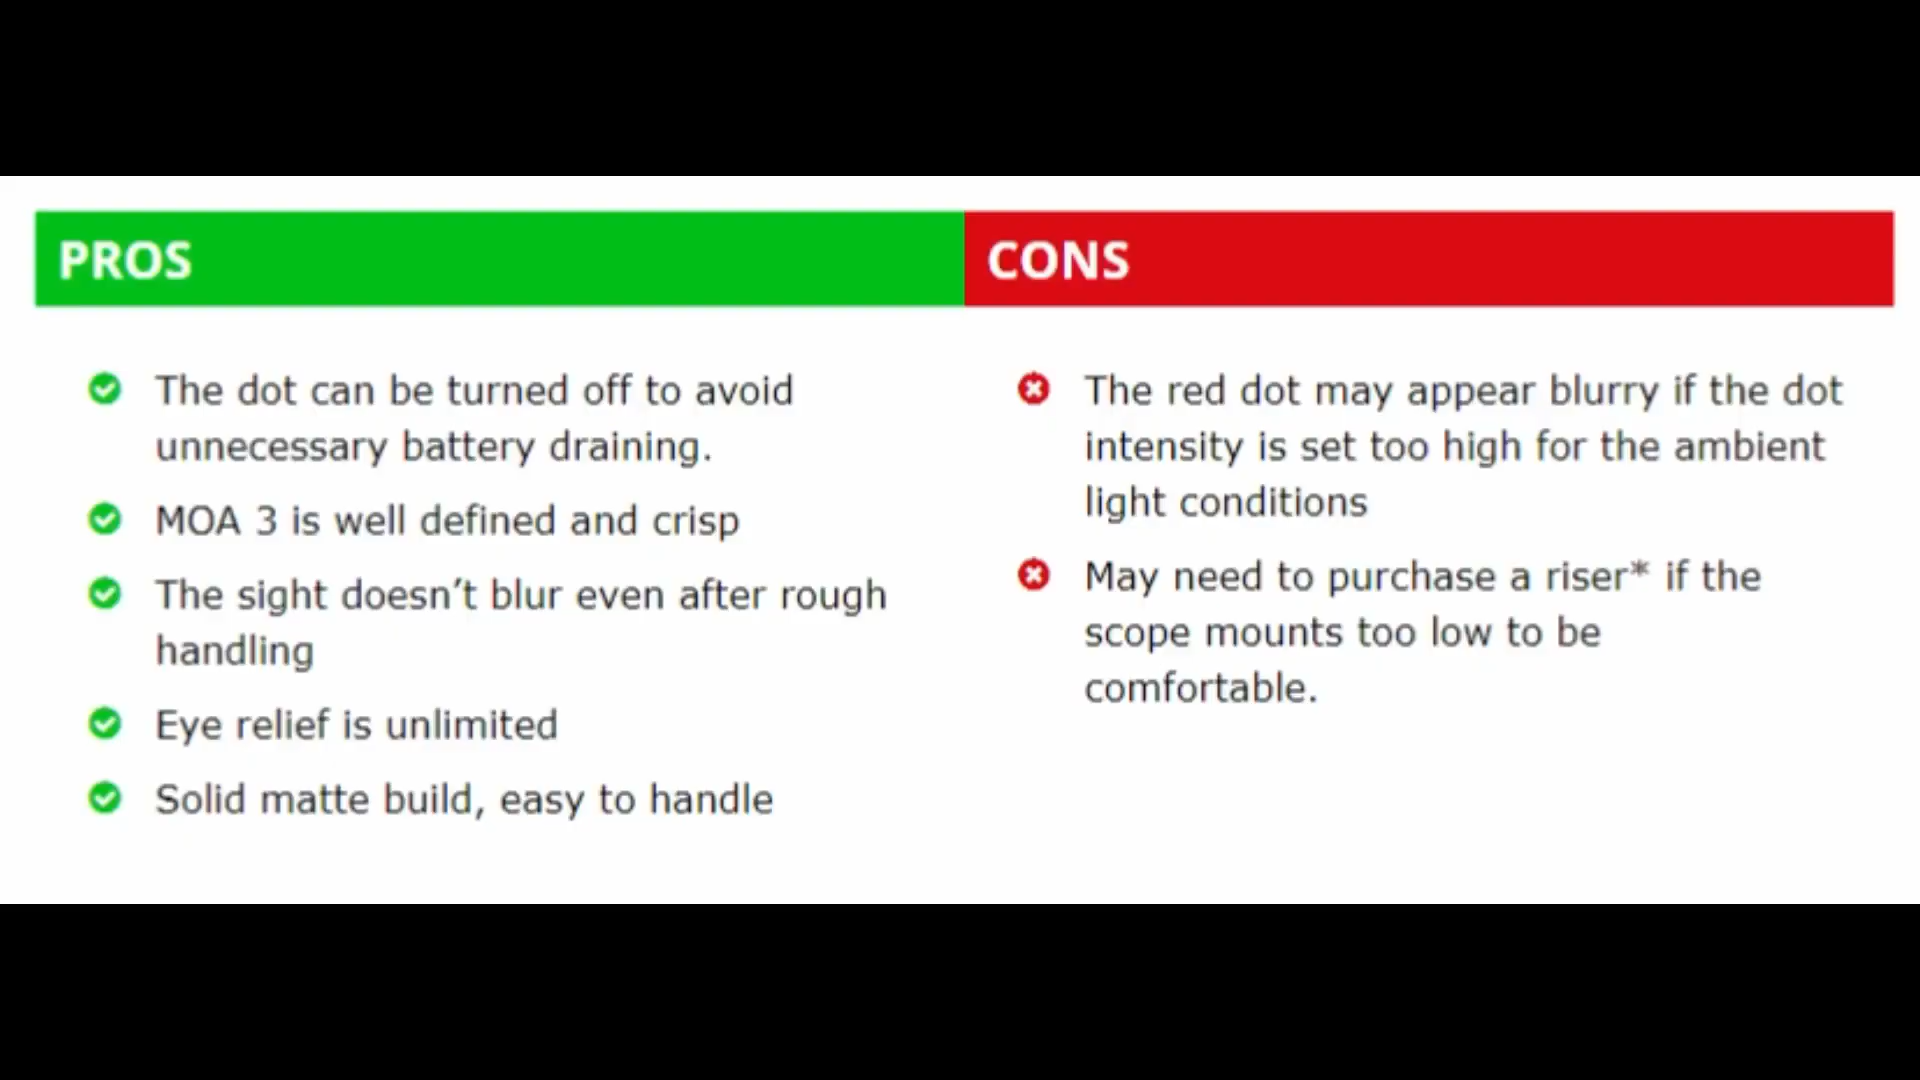 PROS
The dot can be turned off to avoid
unnecessary battery draining.
MOA 3 is well defined and crisp
The sight doesn’t blur even after rough
handling
Eye relief is unlimited
Solid matte build, easy to handle
CONS
The red dot may appear blurry if the dot
intensity is set too high for the ambient
light conditions
May need to purchase a riser* if the
scope mounts too low to be
comfortable.